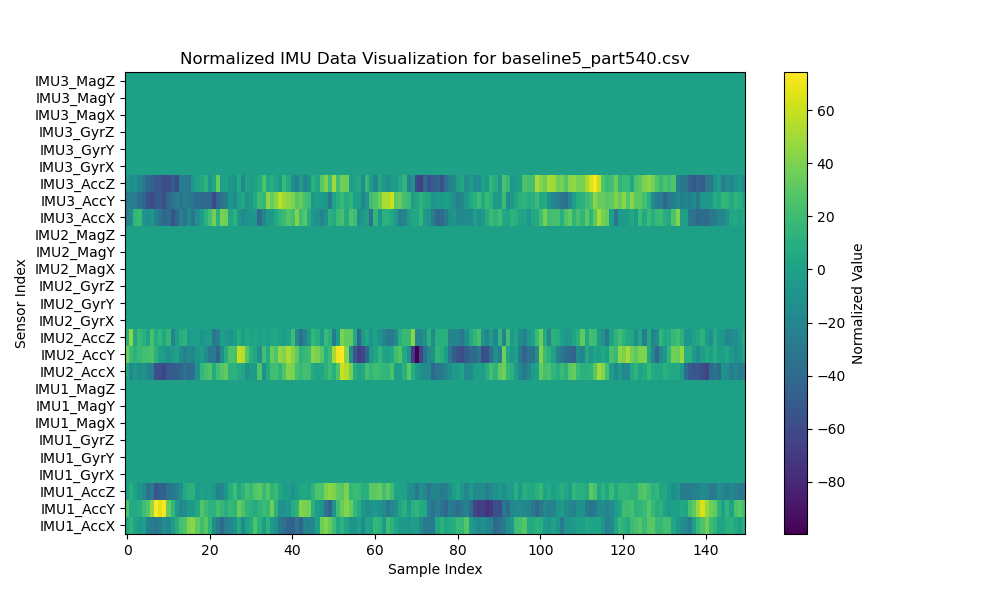 Normalized IMU Data Visualization for baseline5_part540.csv
IMU3_MagZ
IMU3_MagY
IMU3_MagX
IMU3_GyrZ
IMU3_GyrY
IMU3_GyrX
IMU3_AccZ
IMU3_AccY
IMU3_AccX
IMU2_MagZ
IMU2_MagY
IMU2_MagX
IMU2_GyrZ
IMU2_GyrY
IMU2_GyrX
IMU2_AccZ
IMU2_AccY
IMU2_AccX
IMU1_MagZ
IMU1_MagY
IMU1_MagX
IMU1_GyrZ
IMU1_GyrY
IMU1_GyrX
IMU1_AccZ
IMU1_AccY
IMU1_AccX
Sensor Index
0 20 40 60 80 100 120 140
Sample Index
60
40
20
0
−20
−40
−60
−80
Normalized Value